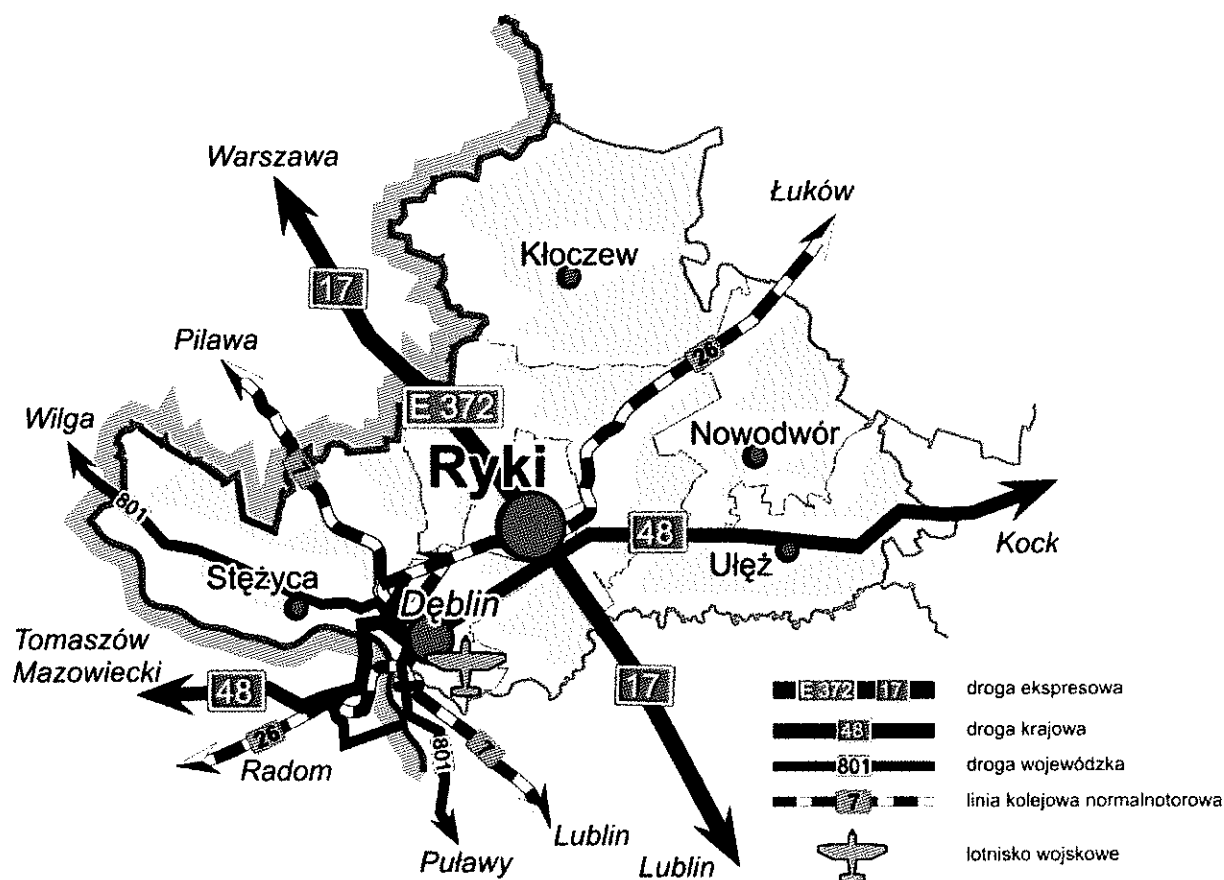 Warszawa
Łuków
Kłoczew
17
Pilawa
26
Wilga
E 372
7
Nowodwór
Ryki
801
48
Kock
Stężyca
Ułęż
Dęblin
Tomaszów
Mazowiecki
48
17
26
Radom
801
7
Lublin
Puławy
Lublin
E 372 17 droga ekspresowa
48 droga krajowa
801 droga wojewódzka
7 linia kolejowa normalnotorowa
lotnisko wojskowe